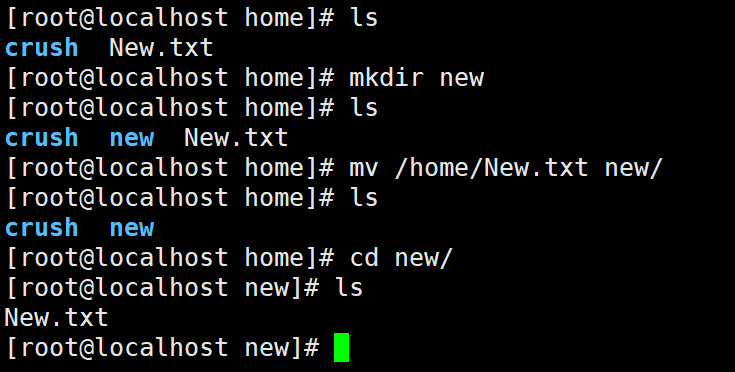 [root@localhost home]# ls
crush  New.txt
[root@localhost home]# mkdir new
[root@localhost home]# ls
crush  new  New.txt
[root@localhost home]# mv /home/New.txt new/
[root@localhost home]# ls
crush  new
[root@localhost home]# cd new/
[root@localhost new]# ls
New.txt
[root@localhost new]#